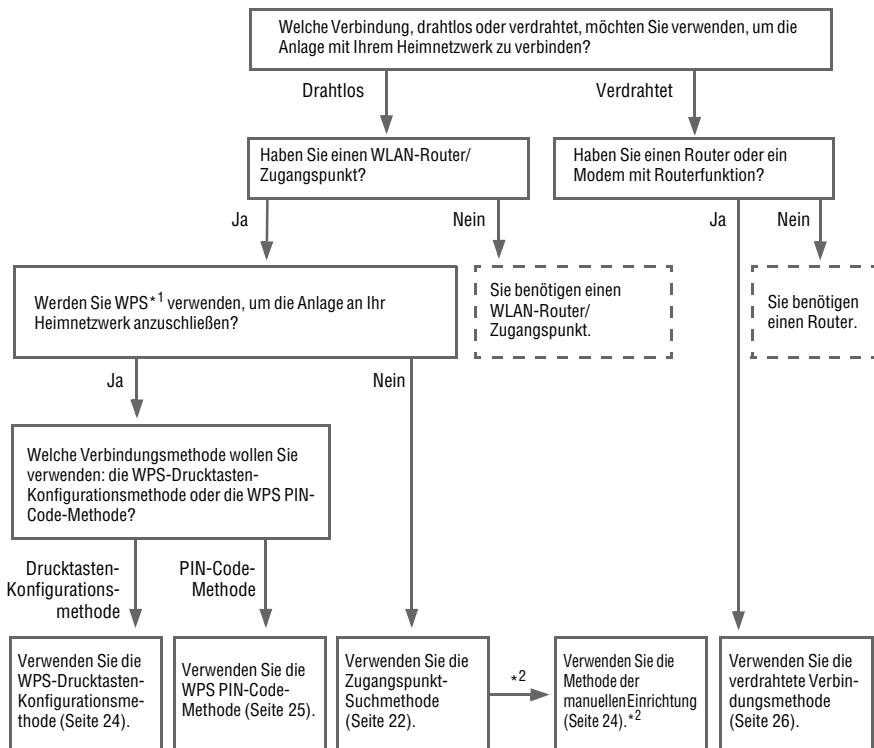 Welche Verbindung, drahtlos oder verdrahtet, möchten Sie verwenden, um die
Anlage mit Ihrem Heimnetzwerk zu verbinden?
Drahtlos
Verdrahtet
Haben Sie einen WLAN-Router/
Zugangspunkt?
Haben Sie einen Router oder ein
Modem mit Routerfunktion?
Ja
Nein
Ja
Nein
Werden Sie WPS*1 verwenden, um die Anlage an Ihr
Heimnetzwerk anzuschließen?
Sie benötigen einen
WLAN-Router/
Zugangspunkt.
Sie benötigen
einen Router.
Ja
Nein
Welche Verbindungsmethode wollen Sie
verwenden: die WPS-Drucktasten-
Konfigurationsmethode oder die WPS PIN-
Code-Methode?
Drucktasten-
Konfigurations-
methode
PIN-Code-
Methode
Verwenden Sie die
WPS-Drucktasten-
Konfigurationsme-
thode (Seite 24).
Verwenden Sie die
WPS PIN-Code-
Methode (Seite 25).
Verwenden Sie die
Zugangspunkt-
Suchmethode
(Seite 22).
*2
Verwenden Sie die
Methode der
manuellen Einrichtung
(Seite 24).*2
Verwenden Sie die
verdrahtete Verbin-
dungsmethode
(Seite 26).